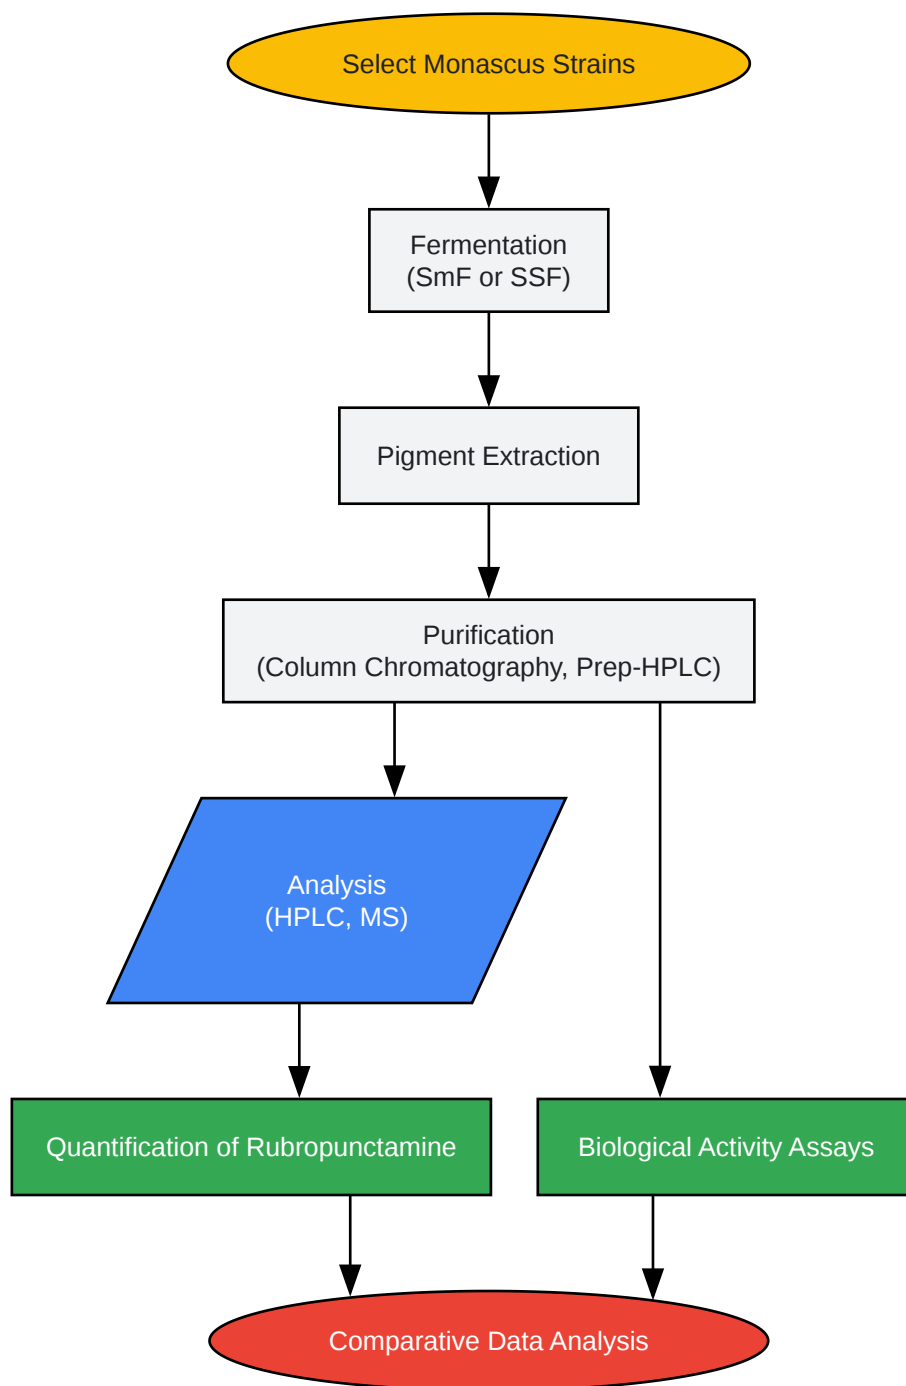 Select Monascus Strains
Fermentation
(SmF or SSF)
Pigment Extraction
Purification
(Column Chromatography, Prep-HPLC)
Analysis
(HPLC, MS)
Quantification of Rubropunctamine
Biological Activity Assays
Comparative Data Analysis